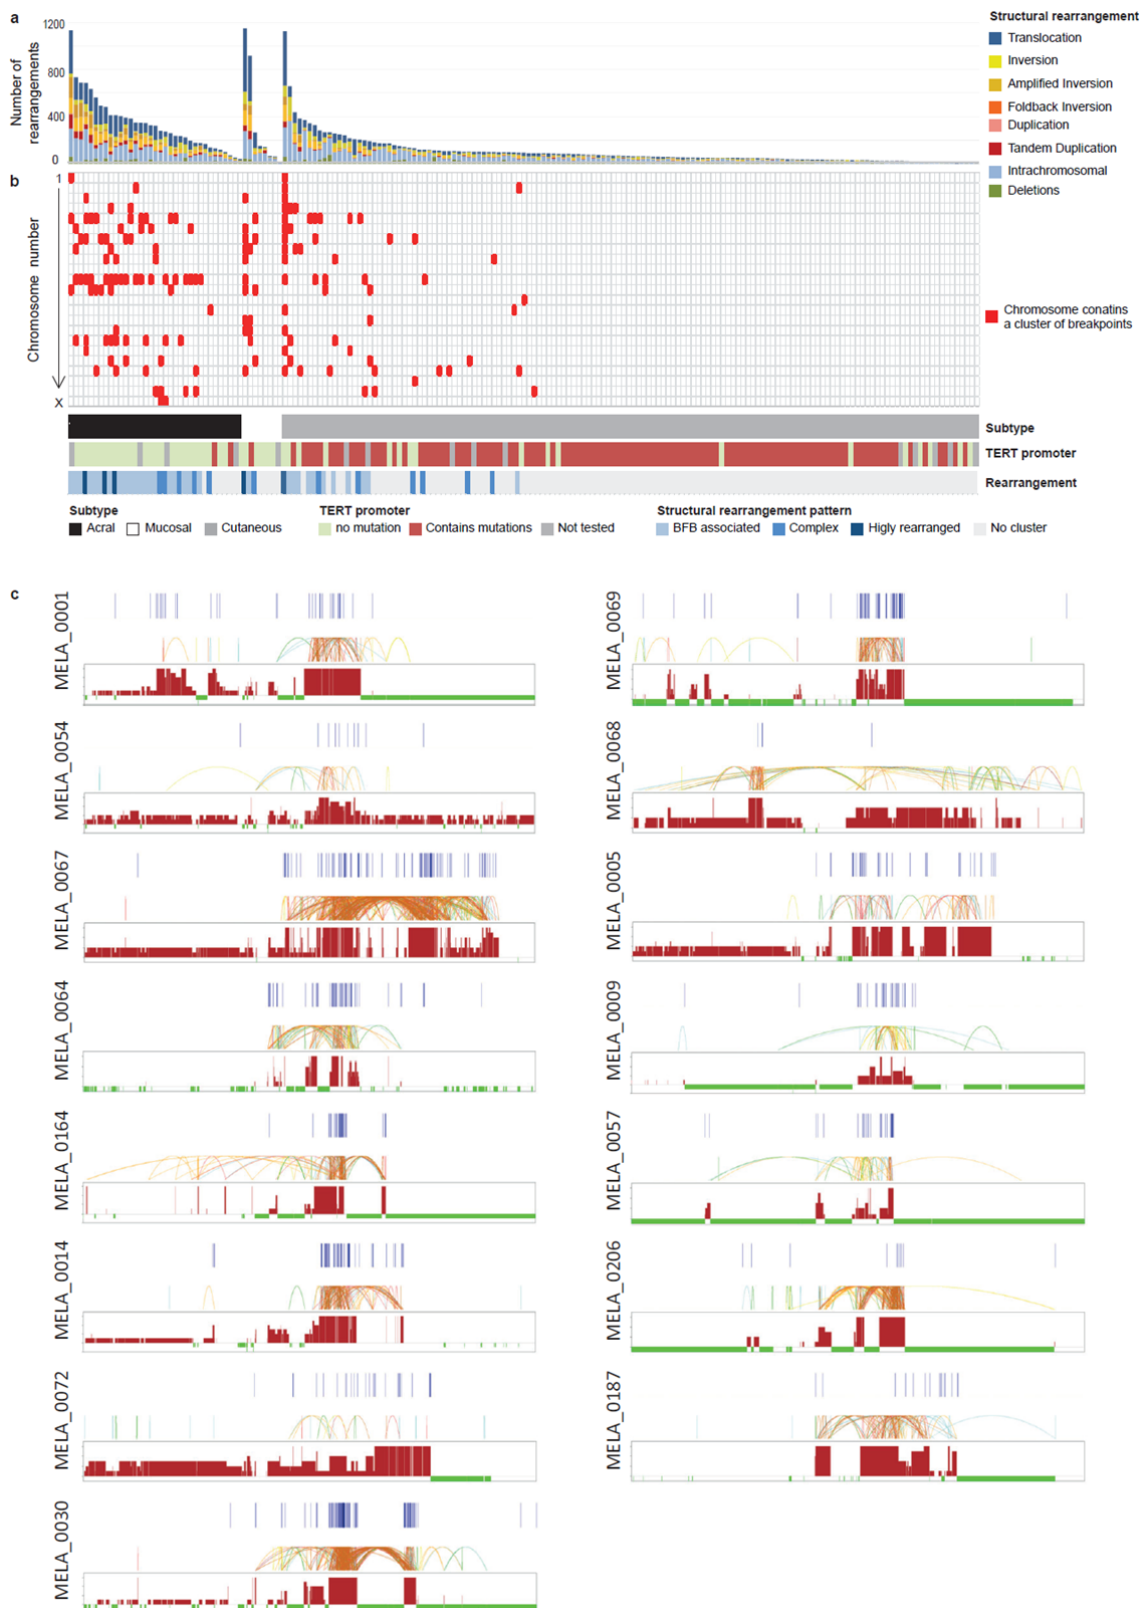 a
1200
800
400
0
Number of
rearrangements
Structural rearrangement
Translocation
Inversion
Amplified Inversion
Foldback Inversion
Duplication
Tandem Duplication
Intrachromosomal
Deletions
b
1
Chromosome number
X
Chromosome conatins
a cluster of breakpoints
Subtype
TERT promoter
Rearrangement
Subtype
Acral
Mucosal
Cutaneous
TERT promoter
no mutation
Contains mutations
Not tested
Structural rearrangement pattern
BFB associated
Complex
Higly rearranged
No cluster
c
MELA_0001
MELA_0069
MELA_0054
MELA_0068
MELA_0067
MELA_0005
MELA_0064
MELA_0009
MELA_0164
MELA_0057
MELA_0014
MELA_0206
MELA_0072
MELA_0187
MELA_0030